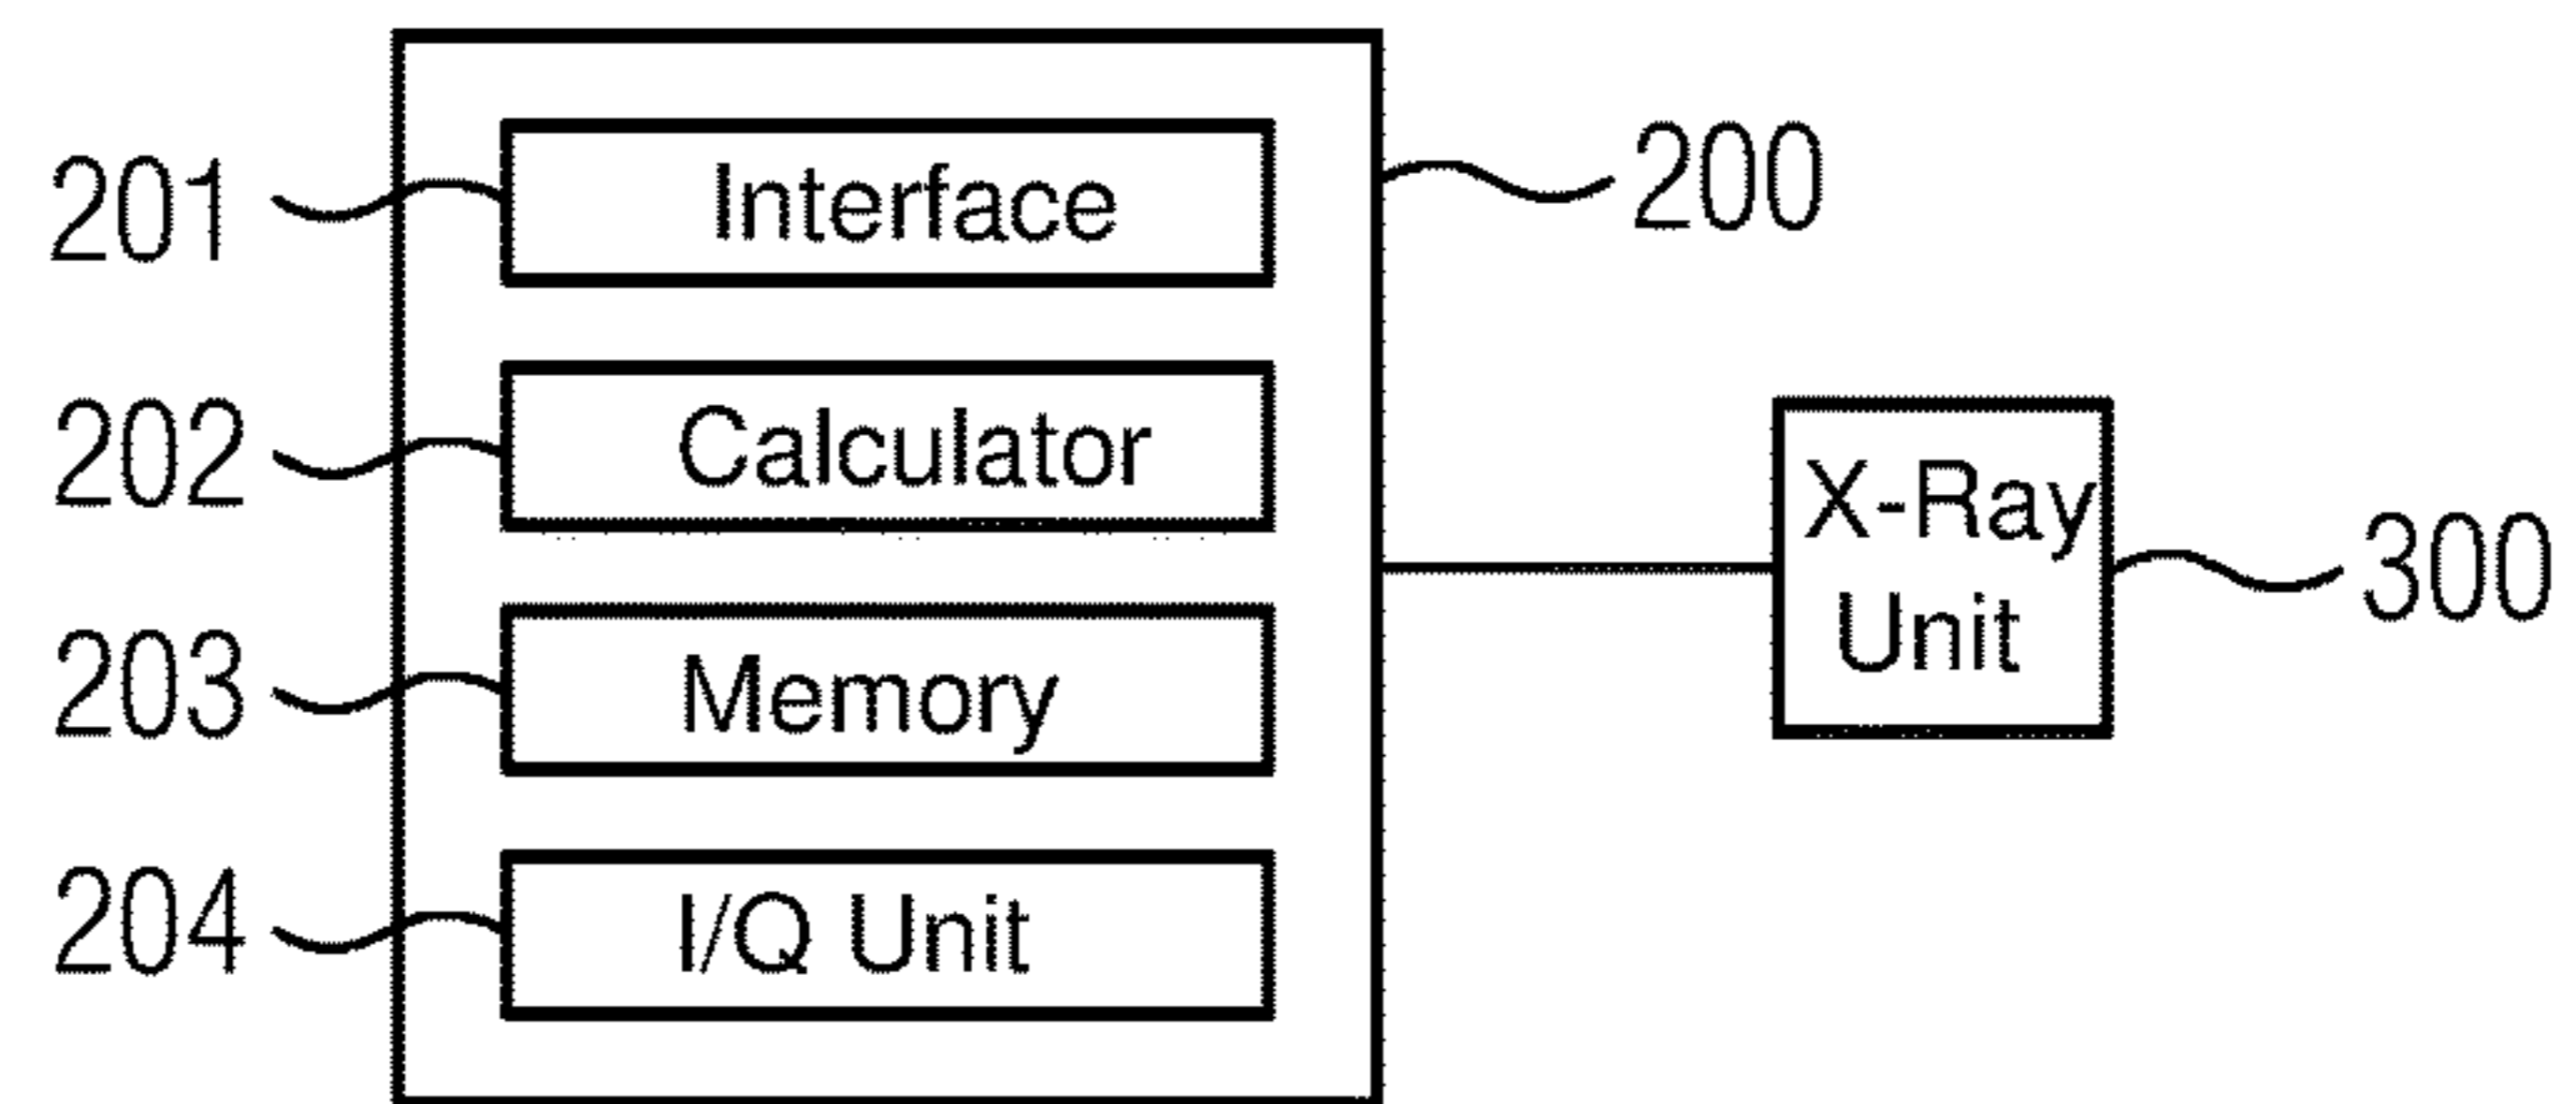 201
Interface
200
202
Calculator
X-Ray
Unit
300
203
Memory
204
I/Q Unit